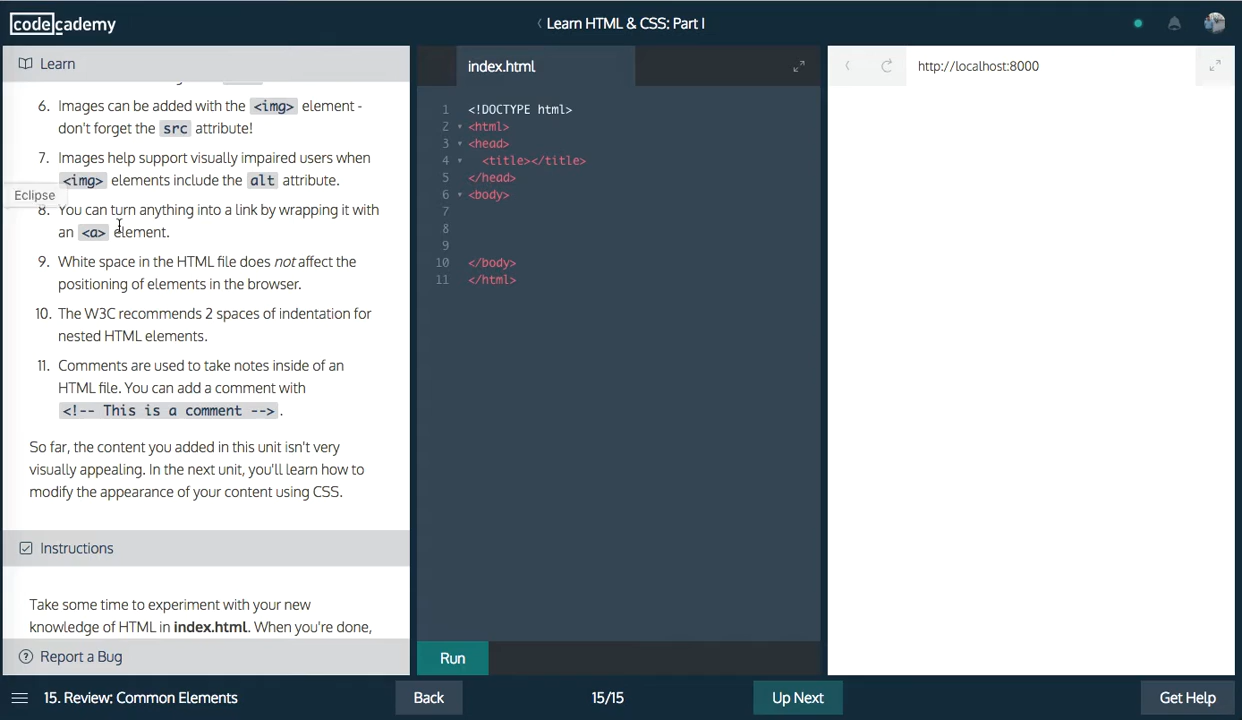 codecademy
Learn HTML & CSS: Part I
Learn
6. Images can be added with the <img> element -
don't forget the src attribute!
7. Images help support visually impaired users when
<img> elements include the alt attribute.
Eclipse
8. You can turn anything into a link by wrapping it with
an <a> element.
9. White space in the HTML file does not affect the
positioning of elements in the browser.
10. The W3C recommends 2 spaces of indentation for
nested HTML elements.
11. Comments are used to take notes inside of an
HTML file. You can add a comment with
<!-- This is a comment -->.
So far, the content you added in this unit isn't very
visually appealing. In the next unit, you'll learn how to
modify the appearance of your content using CSS.
Instructions
Take some time to experiment with your new
knowledge of HTML in index.html. When you're done,
Report a Bug
index.html
1 <!DOCTYPE html>
2 <html>
3 <head>
4 <title></title>
5 </head>
6 <body>
7
8
9
10 </body>
11 </html>
Run
http://localhost:8000
15. Review: Common Elements
Back
15/15
Up Next
Get Help